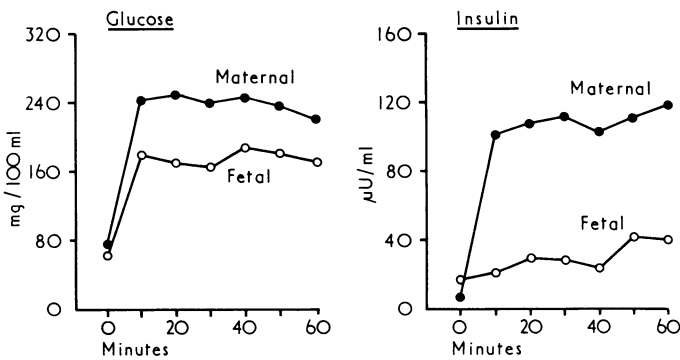 Glucose
320
240
160
80
0
mg / 100 ml
Maternal
Fetal
0 20 40 60
Minutes
Insulin
160
120
80
40
0
μU/ml
Maternal
Fetal
0 20 40 60
Minutes